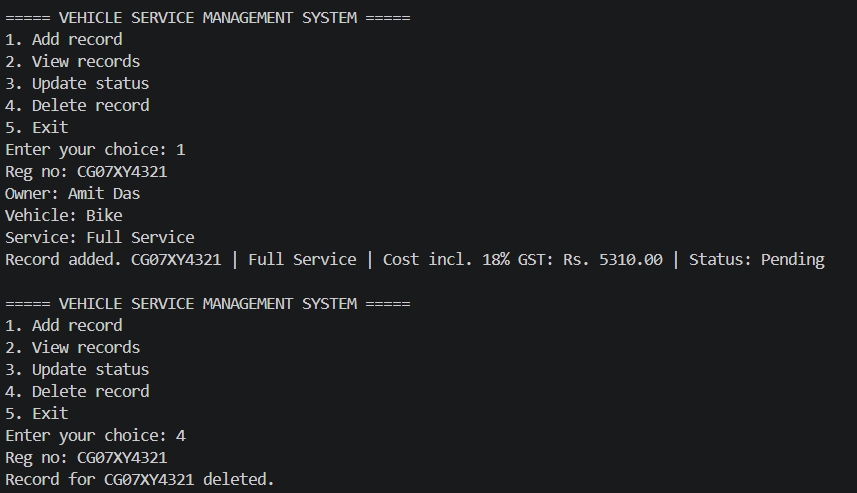 ===== VEHICLE SERVICE MANAGEMENT SYSTEM =====
1. Add record
2. View records
3. Update status
4. Delete record
5. Exit
Enter your choice: 1
Reg no: CG07XY4321
Owner: Amit Das
Vehicle: Bike
Service: Full Service
Record added. CG07XY4321 | Full Service | Cost incl. 18% GST: Rs. 5310.00 | Status: Pending
===== VEHICLE SERVICE MANAGEMENT SYSTEM =====
1. Add record
2. View records
3. Update status
4. Delete record
5. Exit
Enter your choice: 4
Reg no: CG07XY4321
Record for CG07XY4321 deleted.